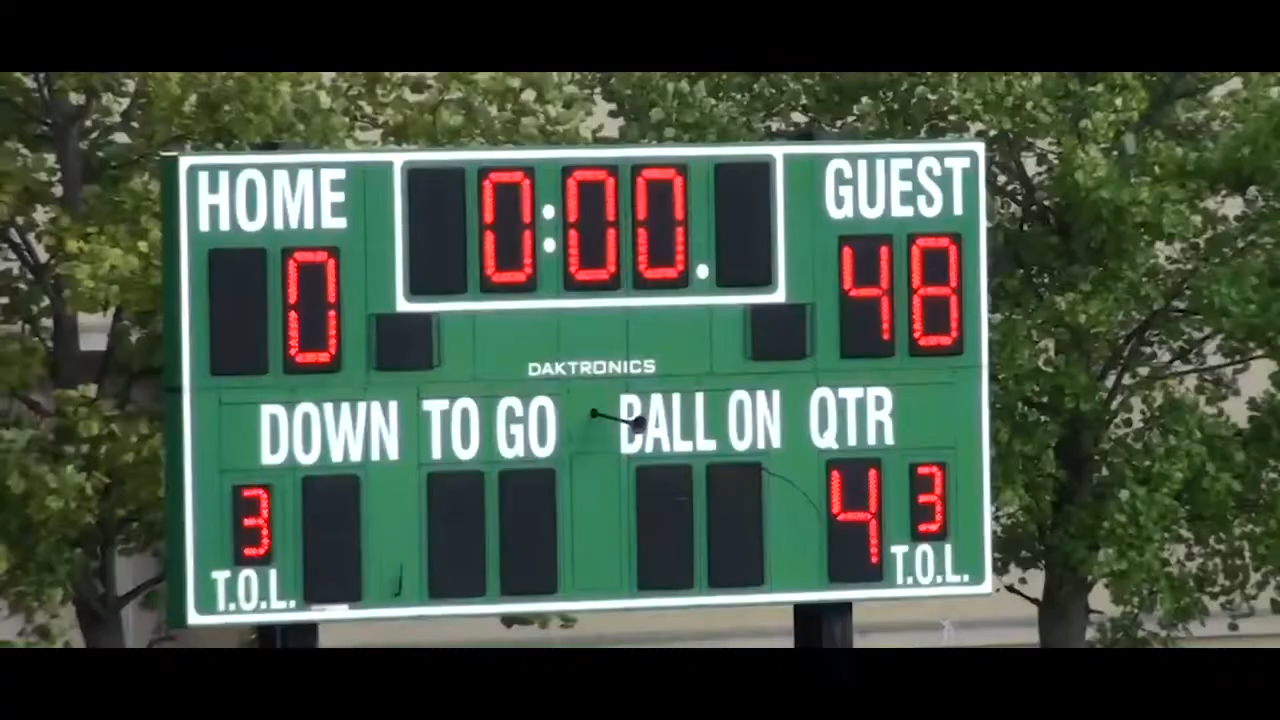 HOME 0:00. GUEST
0 48
DAKTRONICS
DOWN TO GO BALL ON QTR
3 4 3
T.O.L. T.O.L.